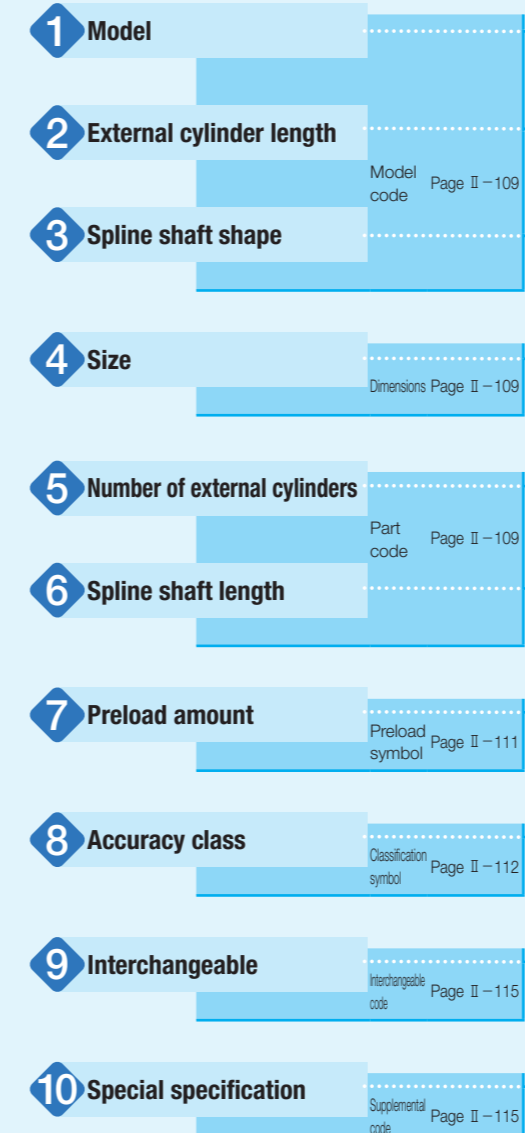 1 Model
2 External cylinder length
Model
code Page Ⅱ－109
3 Spline shaft shape
4 Size
Dimensions Page Ⅱ－109
5 Number of external cylinders
Part
code Page Ⅱ－109
6 Spline shaft length
7 Preload amount
Preload
symbol Page Ⅱ－111
8 Accuracy class
Classification
symbol Page Ⅱ－112
9 Interchangeable
Interchangeable
code Page Ⅱ－115
10 Special specification
Supplemental
code Page Ⅱ－115